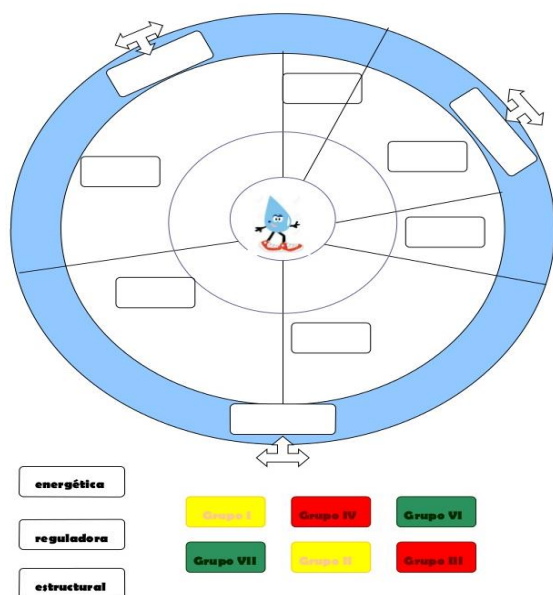 energética
reguladora
estructural
Grupo I
Grupo IV
Grupo VI
Grupo VII
Grupo II
Grupo III